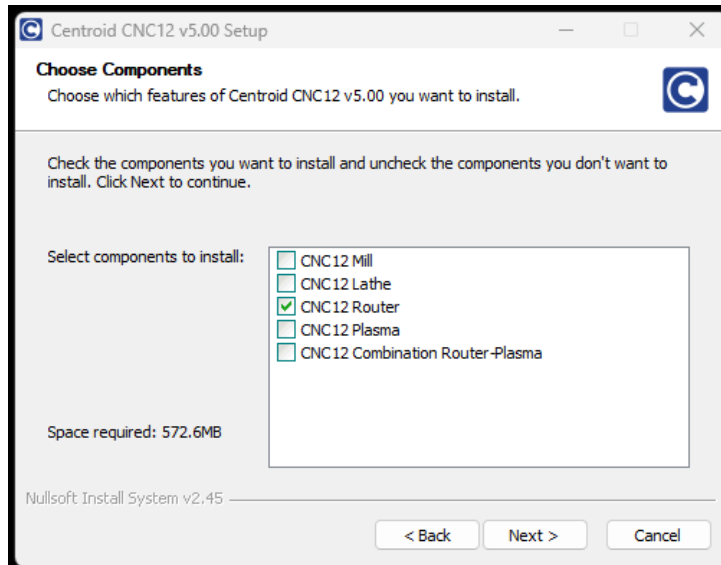 Centroid CNC12 v5.00 Setup
Choose Components
Choose which features of Centroid CNC12 v5.00 you want to install.
Check the components you want to install and uncheck the components you don't want to
install. Click Next to continue.
Select components to install:
CNC12 Mill
CNC12 Lathe
CNC12 Router
CNC12 Plasma
CNC12 Combination Router-Plasma
Space required: 572.6MB
Nullsoft Install System v2.45
< Back
Next >
Cancel